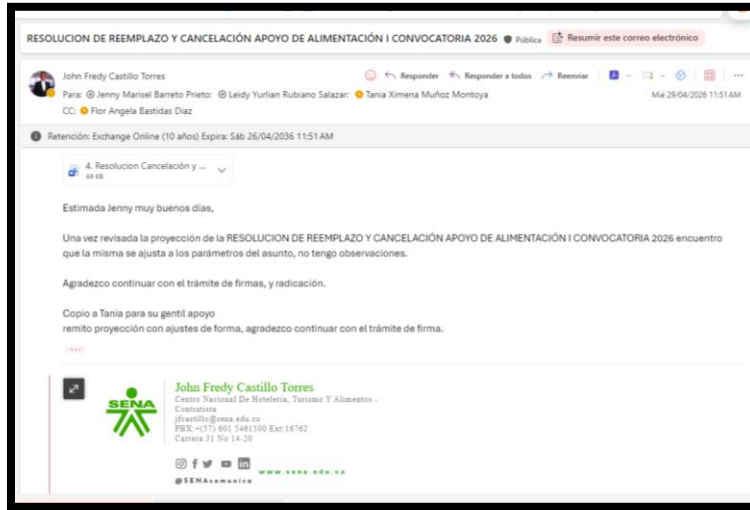 RESOLUCION DE REEMPLAZO Y CANCELACIÓN APOYO DE ALIMENTACIÓN I CONVOCATORIA 2026 Pública Resumir este correo electrónico
John Fredy Castillo Torres
Responder Responder a todos Reenviar
Para: Jenny Marisel Barreto Prieto; Leidy Yurlian Rubiano Salazar; Tania Ximena Muñoz Montoya
Mié 29/04/2026 11:51 AM
CC: Flor Angela Bastidas Diaz
Retención: Exchange Online (10 años) Expira: Sáb 26/04/2036 11:51 AM
4. Resolucion Cancelación y ...
68 KB
Estimada Jenny muy buenos días,
Una vez revisada la proyección de la RESOLUCION DE REEMPLAZO Y CANCELACIÓN APOYO DE ALIMENTACIÓN I CONVOCATORIA 2026 encuentro
que la misma se ajusta a los parámetros del asunto, no tengo observaciones.
Agradezco continuar con el trámite de firmas, y radicación.
Copio a Tania para su gentil apoyo
remito proyección con ajustes de forma, agradezco continuar con el trámite de firma.
SENA
John Fredy Castillo Torres
Centro Nacional De Hotelería, Turismo Y Alimentos -
Contratista
jfcastillo@sena.edu.co
PBX:+(57) 601 5461500 Ext:16762
Carrera 31 No 14-20
www.sena.edu.co
@SENAcomunica